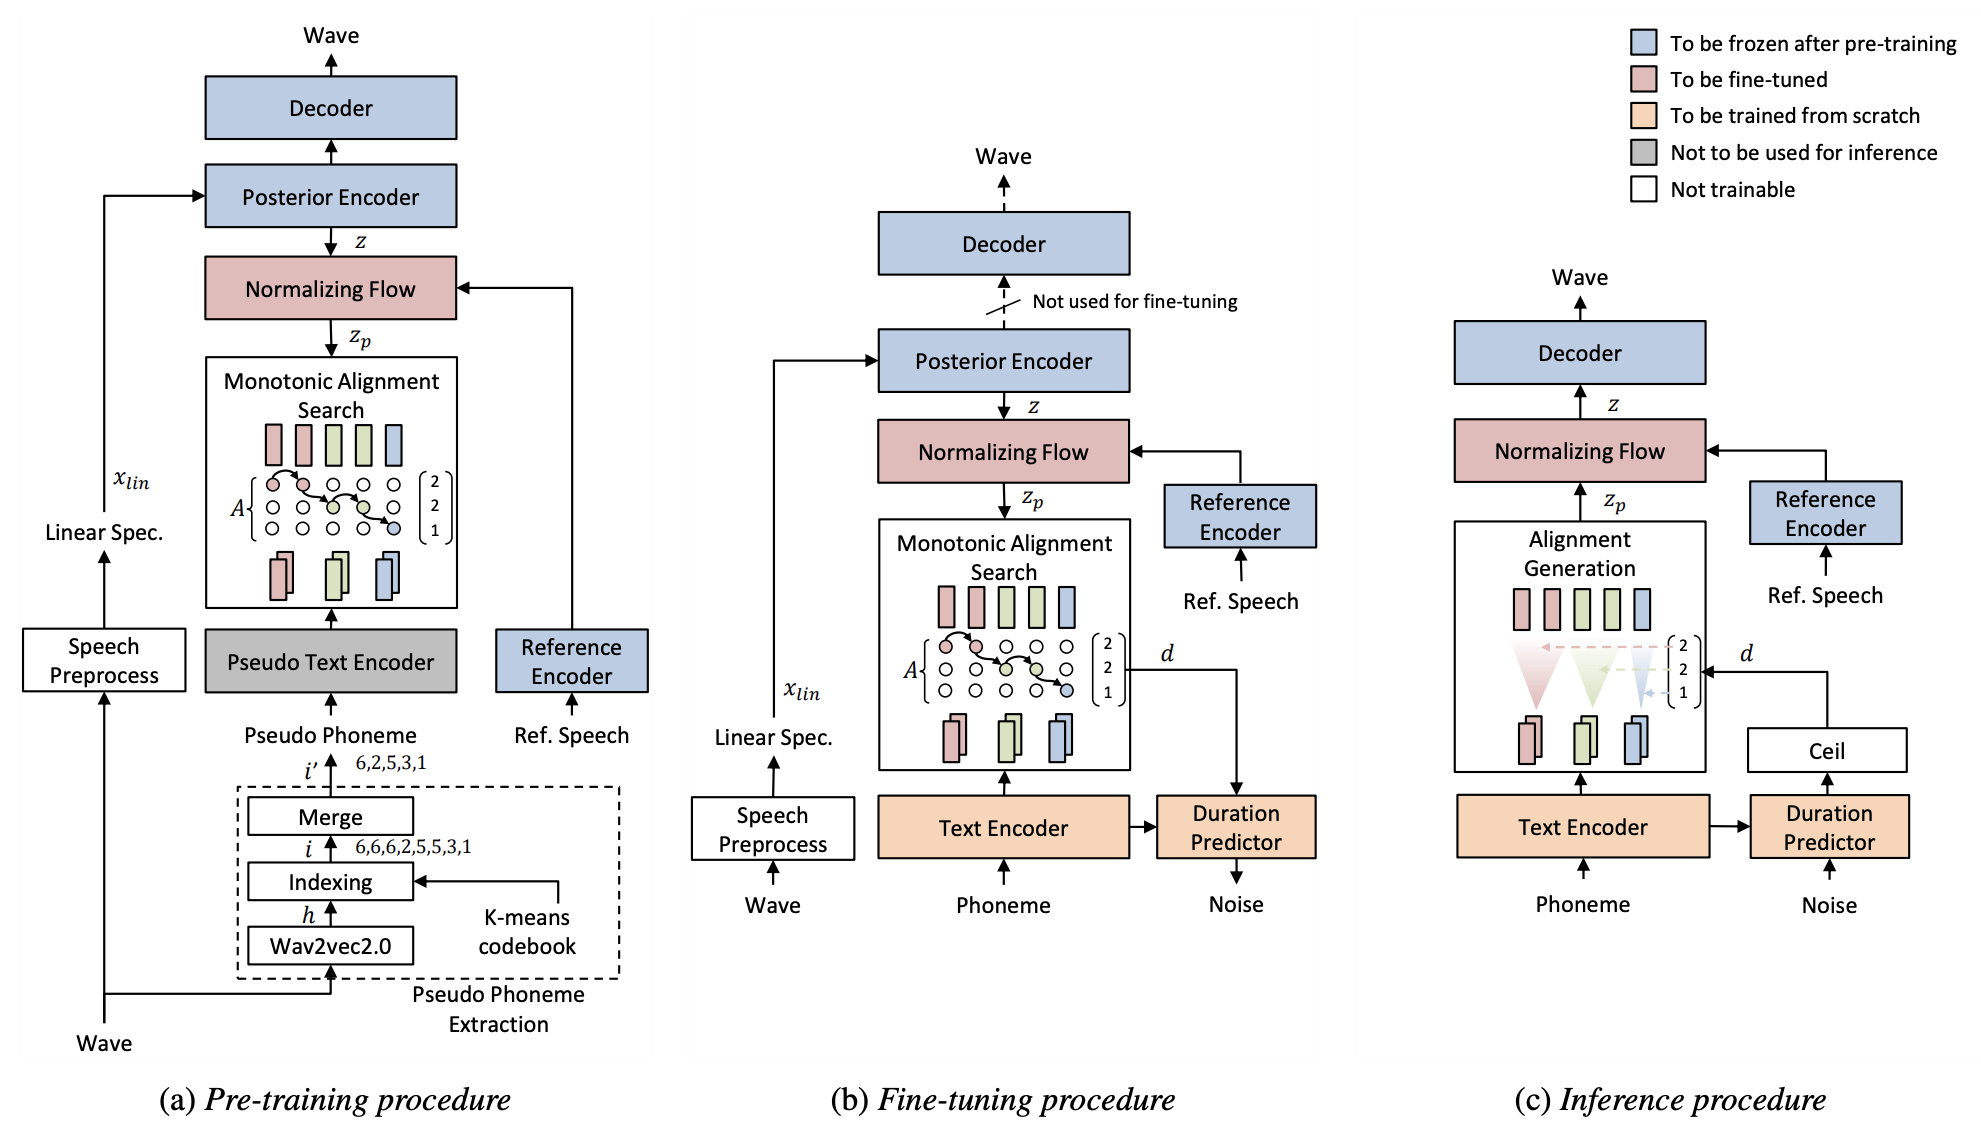 Wave
Decoder
Posterior Encoder
z
Normalizing Flow
z_p
Monotonic Alignment
Search
A
2
2
1
x_lin
Linear Spec.
Speech
Preprocess
Pseudo Text Encoder
Reference
Encoder
Pseudo Phoneme
Ref. Speech
i′ 6,2,5,3,1
Merge
i 6,6,6,2,5,5,3,1
Indexing
h
K-means
codebook
Wav2vec2.0
Pseudo Phoneme
Extraction
Wave
(a) Pre-training procedure
Wave
Decoder
Not used for fine-tuning
Posterior Encoder
z
Normalizing Flow
z_p
Reference
Encoder
Ref. Speech
Monotonic Alignment
Search
A
2
2
1
d
x_lin
Linear Spec.
Speech
Preprocess
Text Encoder
Duration
Predictor
Wave
Phoneme
Noise
(b) Fine-tuning procedure
To be frozen after pre-training
To be fine-tuned
To be trained from scratch
Not to be used for inference
Not trainable
Wave
Decoder
z
Normalizing Flow
z_p
Reference
Encoder
Ref. Speech
Alignment
Generation
2
2
1
d
Ceil
Text Encoder
Duration
Predictor
Phoneme
Noise
(c) Inference procedure